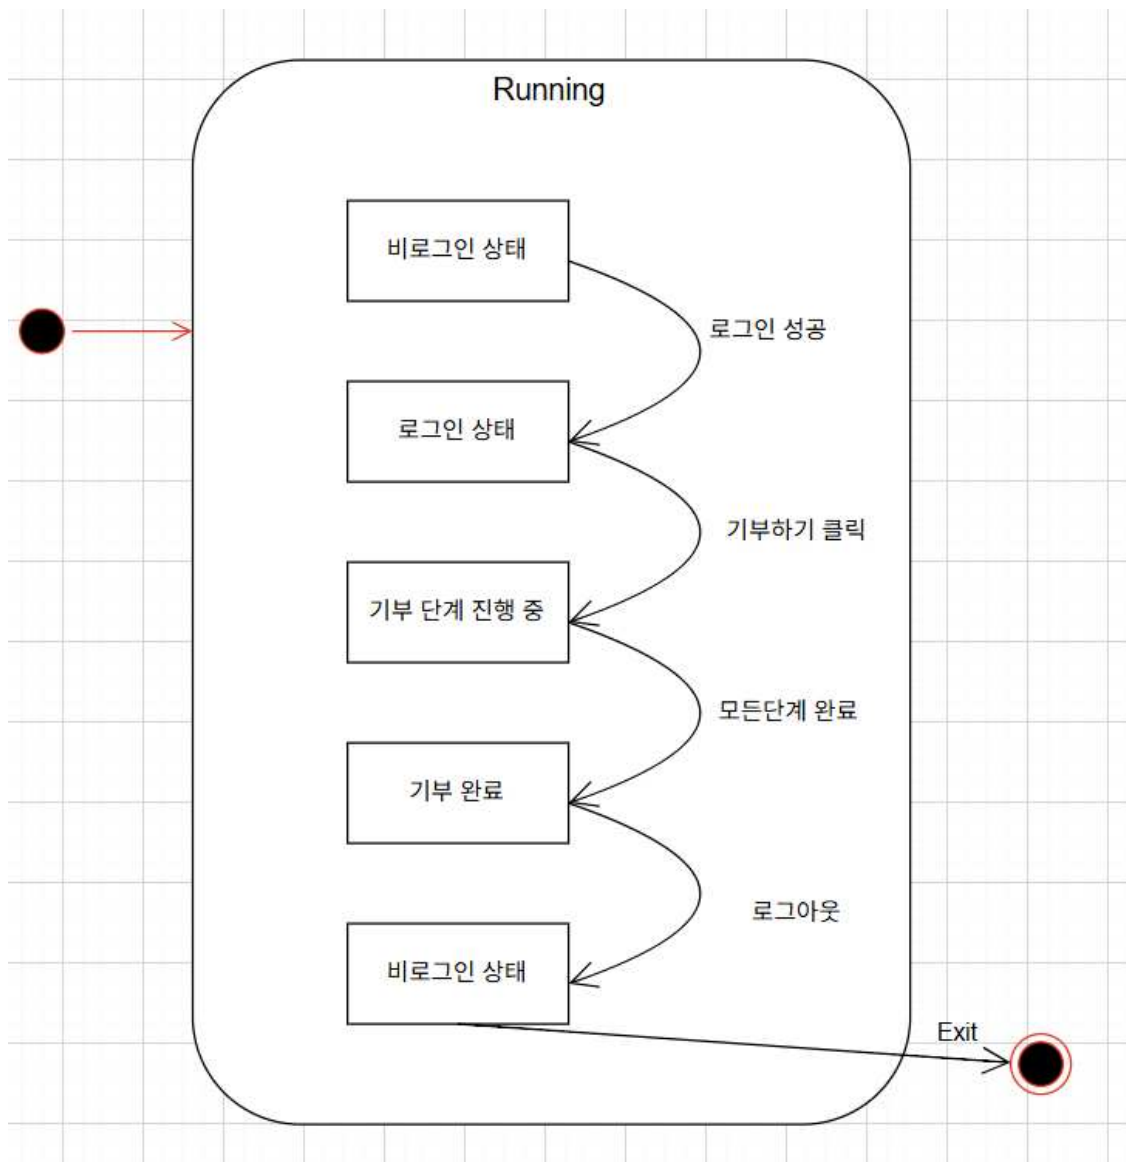 Running
비로그인 상태
로그인 성공
로그인 상태
기부하기 클릭
기부 단계 진행 중
모든단계 완료
기부 완료
로그아웃
비로그인 상태
Exit